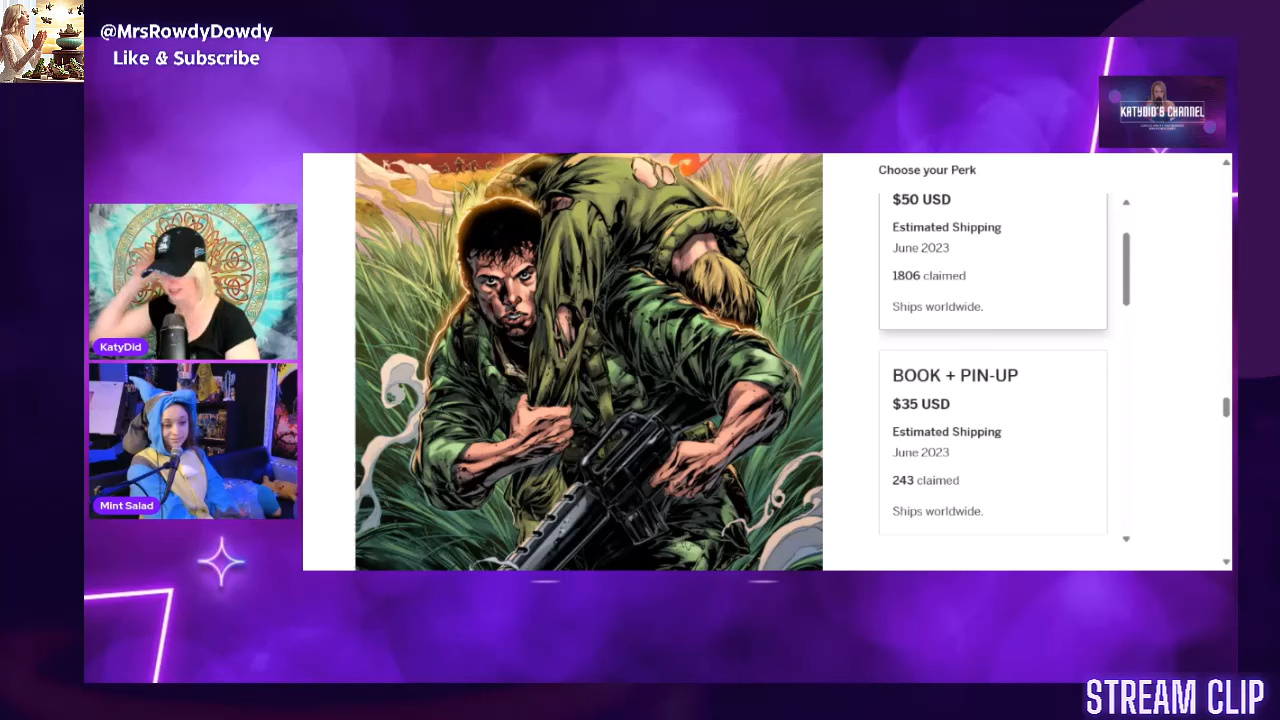 @MrsRowdyDowdy
Like & Subscribe
KATYDID'S CHANNEL
Choose your Perk
$50 USD
Estimated Shipping
June 2023
1806 claimed
Ships worldwide.
BOOK + PIN-UP
$35 USD
Estimated Shipping
June 2023
243 claimed
Ships worldwide.
KatyDid
Mint Salad
STREAM CLIP